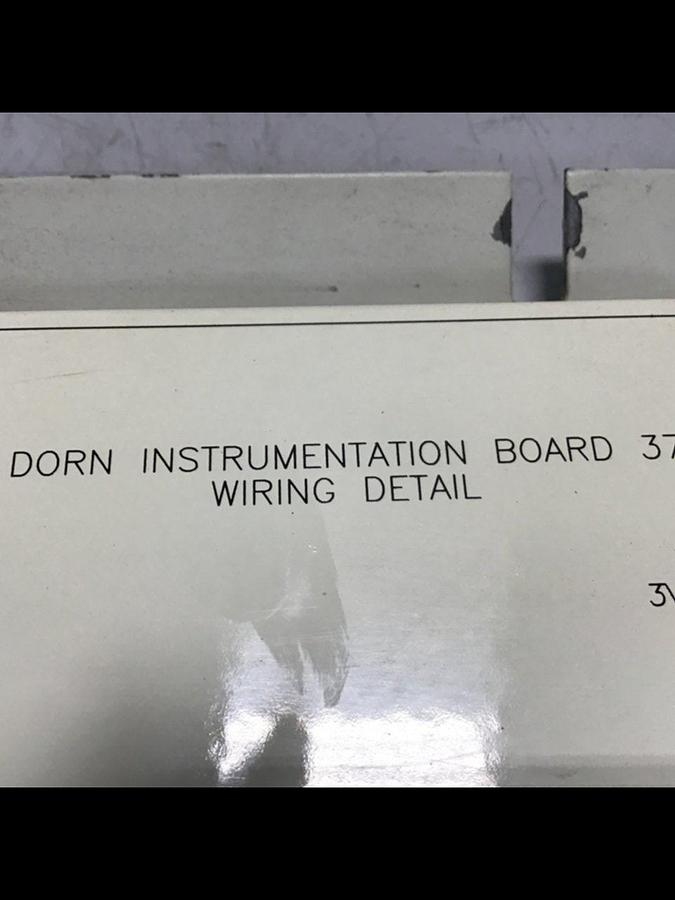 DORN INSTRUMENTATION BOARD 37
WIRING DETAIL